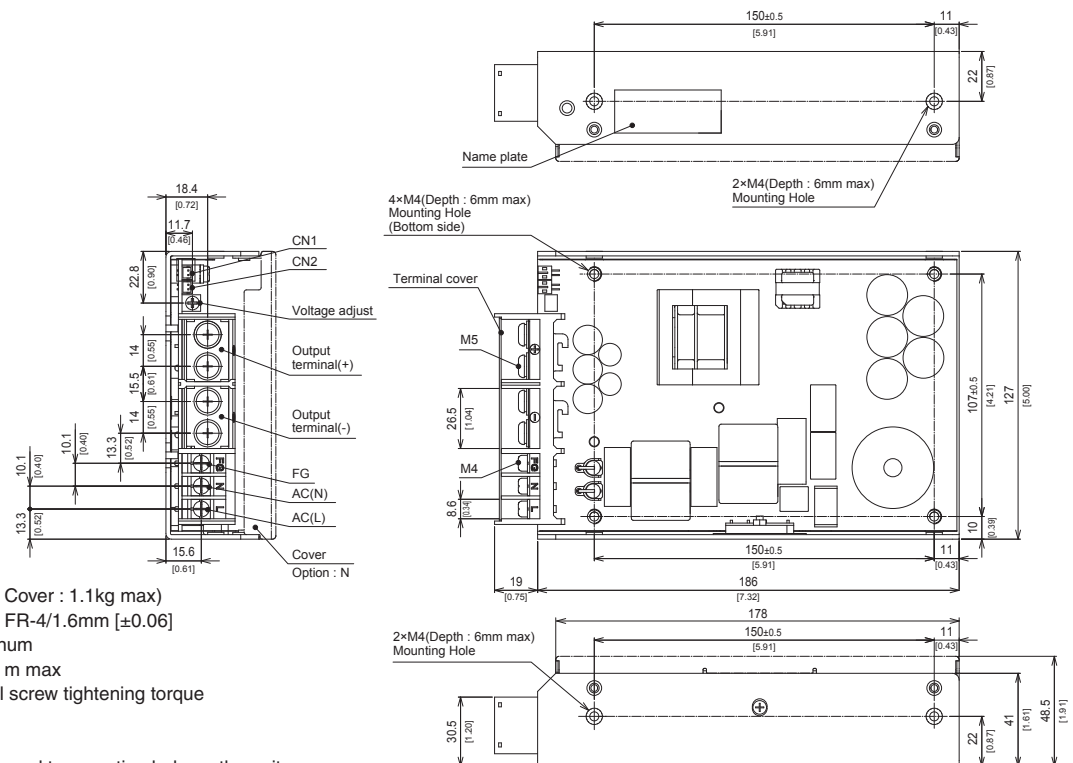 150±0.5
[5.91]
11
[0.43]
22
[0.87]
Name plate
2×M4(Depth : 6mm max)
Mounting Hole
18.4
[0.72]
11.7
[0.46]
22.8
[0.90]
14
[0.55]
15.5
[0.61]
14
[0.55]
13.3
[0.52]
10.1
[0.40]
10.1
[0.40]
13.3
[0.52]
15.6
[0.61]
CN1
CN2
Voltage adjust
Output
terminal(+)
Output
terminal(-)
FG
AC(N)
AC(L)
Cover
Option : N
FG
N
L
4×M4(Depth : 6mm max)
Mounting Hole
(Bottom side)
Terminal cover
M5
26.5
[1.04]
M4
8.6
[0.34]
FG
N
L
107±0.5
[4.21]
127
[5.00]
10
[0.39]
150±0.5
[5.91]
11
[0.43]
19
[0.75]
186
[7.32]
Cover : 1.1kg max)
FR-4/1.6mm [±0.06]
num
m max
l screw tightening torque
178
150±0.5
[5.91]
11
[0.43]
2×M4(Depth : 6mm max)
Mounting Hole
30.5
[1.20]
22
[0.87]
41
[1.61]
48.5
[1.91]